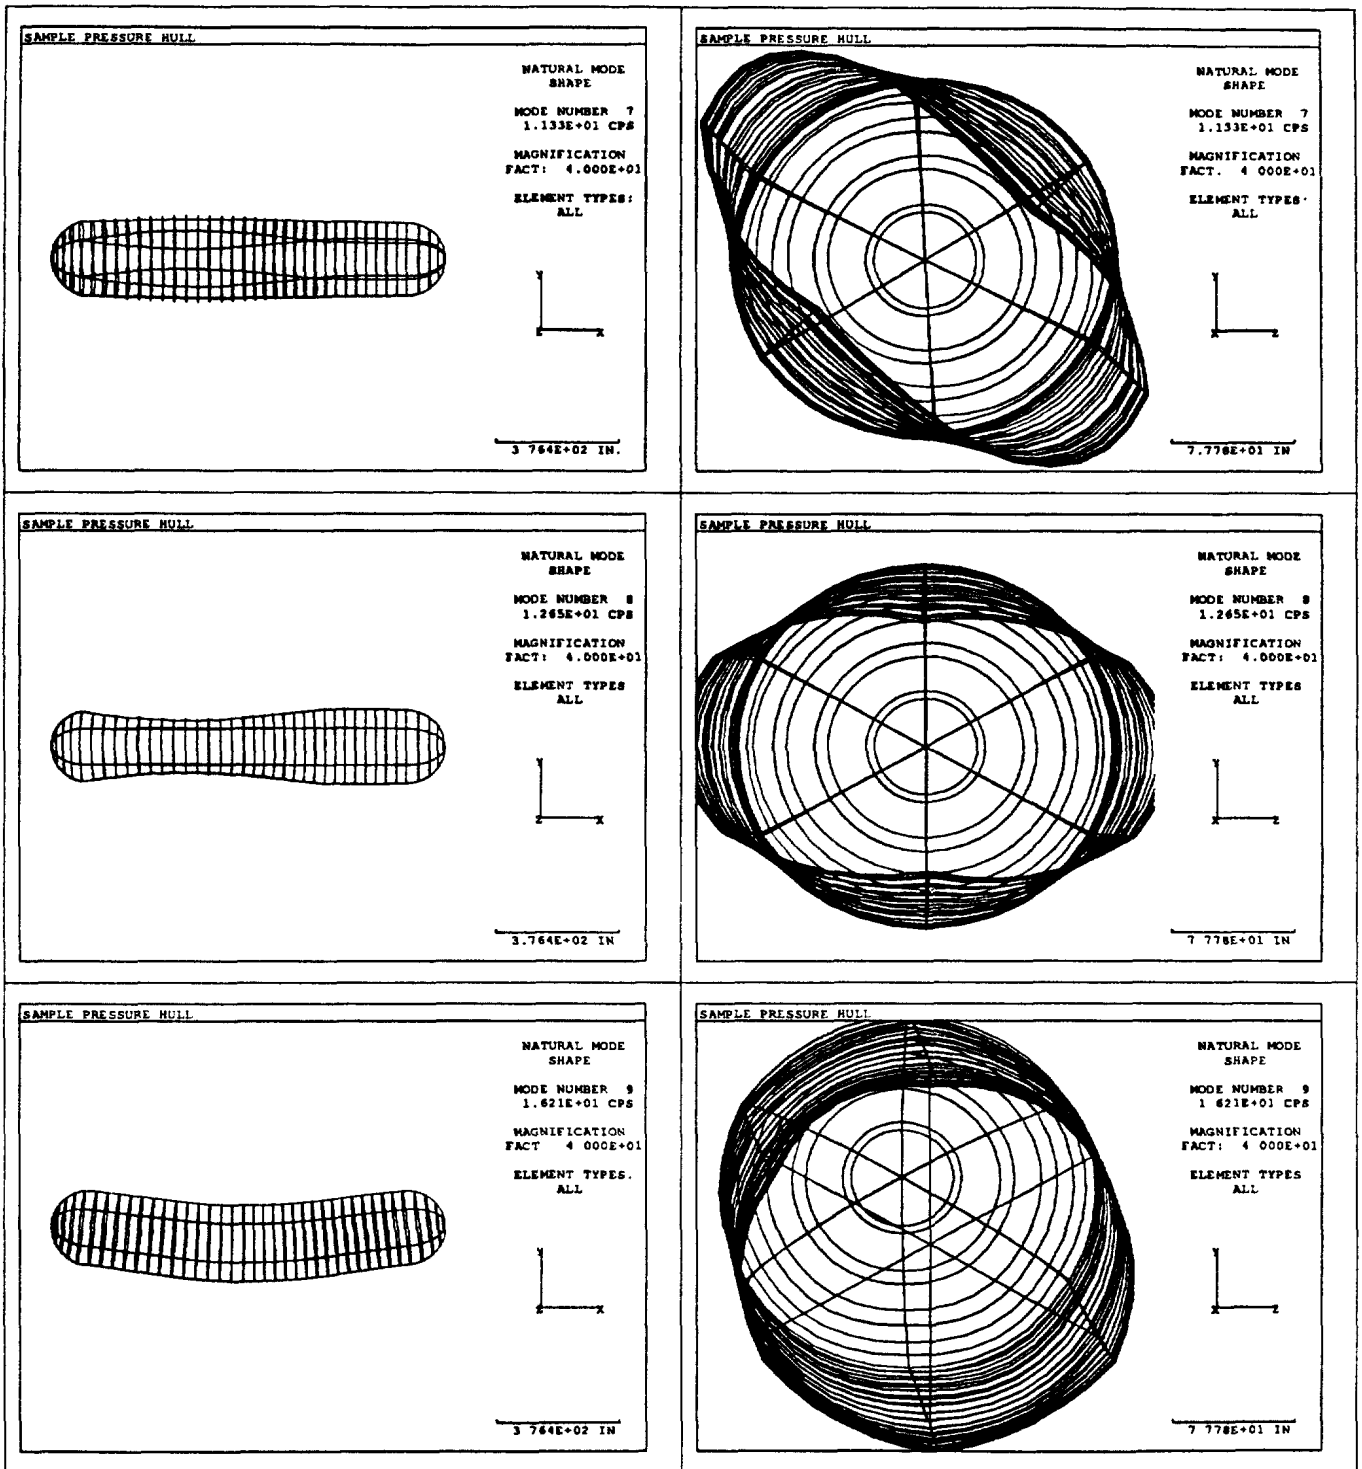 SAMPLE PRESSURE HULL
NATURAL MODE
SHAPE
MODE NUMBER 7
1.133E+01 CPS
MAGNIFICATION
FACT: 4.000E+01
ELEMENT TYPES:
ALL
Y
Z X
3 764E+02 IN.
SAMPLE PRESSURE HULL
NATURAL MODE
SHAPE
MODE NUMBER 7
1.133E+01 CPS
MAGNIFICATION
FACT. 4 000E+01
ELEMENT TYPES'
ALL
Y
X Z
7.778E+01 IN
SAMPLE PRESSURE HULL
NATURAL MODE
SHAPE
MODE NUMBER 8
1.265E+01 CPS
MAGNIFICATION
FACT: 4.000E+01
ELEMENT TYPES
ALL
Y
Z X
3.764E+02 IN
SAMPLE PRESSURE HULL
NATURAL MODE
SHAPE
MODE NUMBER 8
1.265E+01 CPS
MAGNIFICATION
FACT: 4.000E+01
ELEMENT TYPES
ALL
Y
X Z
7 778E+01 IN
SAMPLE PRESSURE HULL
NATURAL MODE
SHAPE
MODE NUMBER 9
1.621E+01 CPS
MAGNIFICATION
FACT 4 000E+01
ELEMENT TYPES.
ALL
Y
Z X
3 764E+02 IN
SAMPLE PRESSURE HULL
NATURAL MODE
SHAPE
MODE NUMBER 9
1 621E+01 CPS
MAGNIFICATION
FACT: 4 000E+01
ELEMENT TYPES
ALL
Y
X Z
7 778E+01 IN